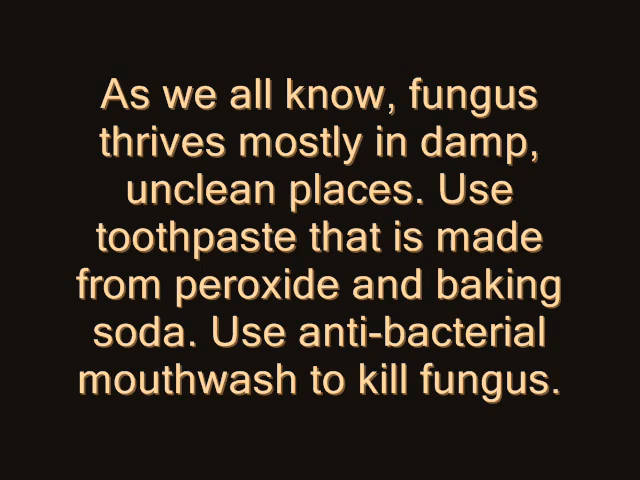 As we all know, fungus
thrives mostly in damp,
unclean places. Use
toothpaste that is made
from peroxide and baking
soda. Use anti-bacterial
mouthwash to kill fungus.